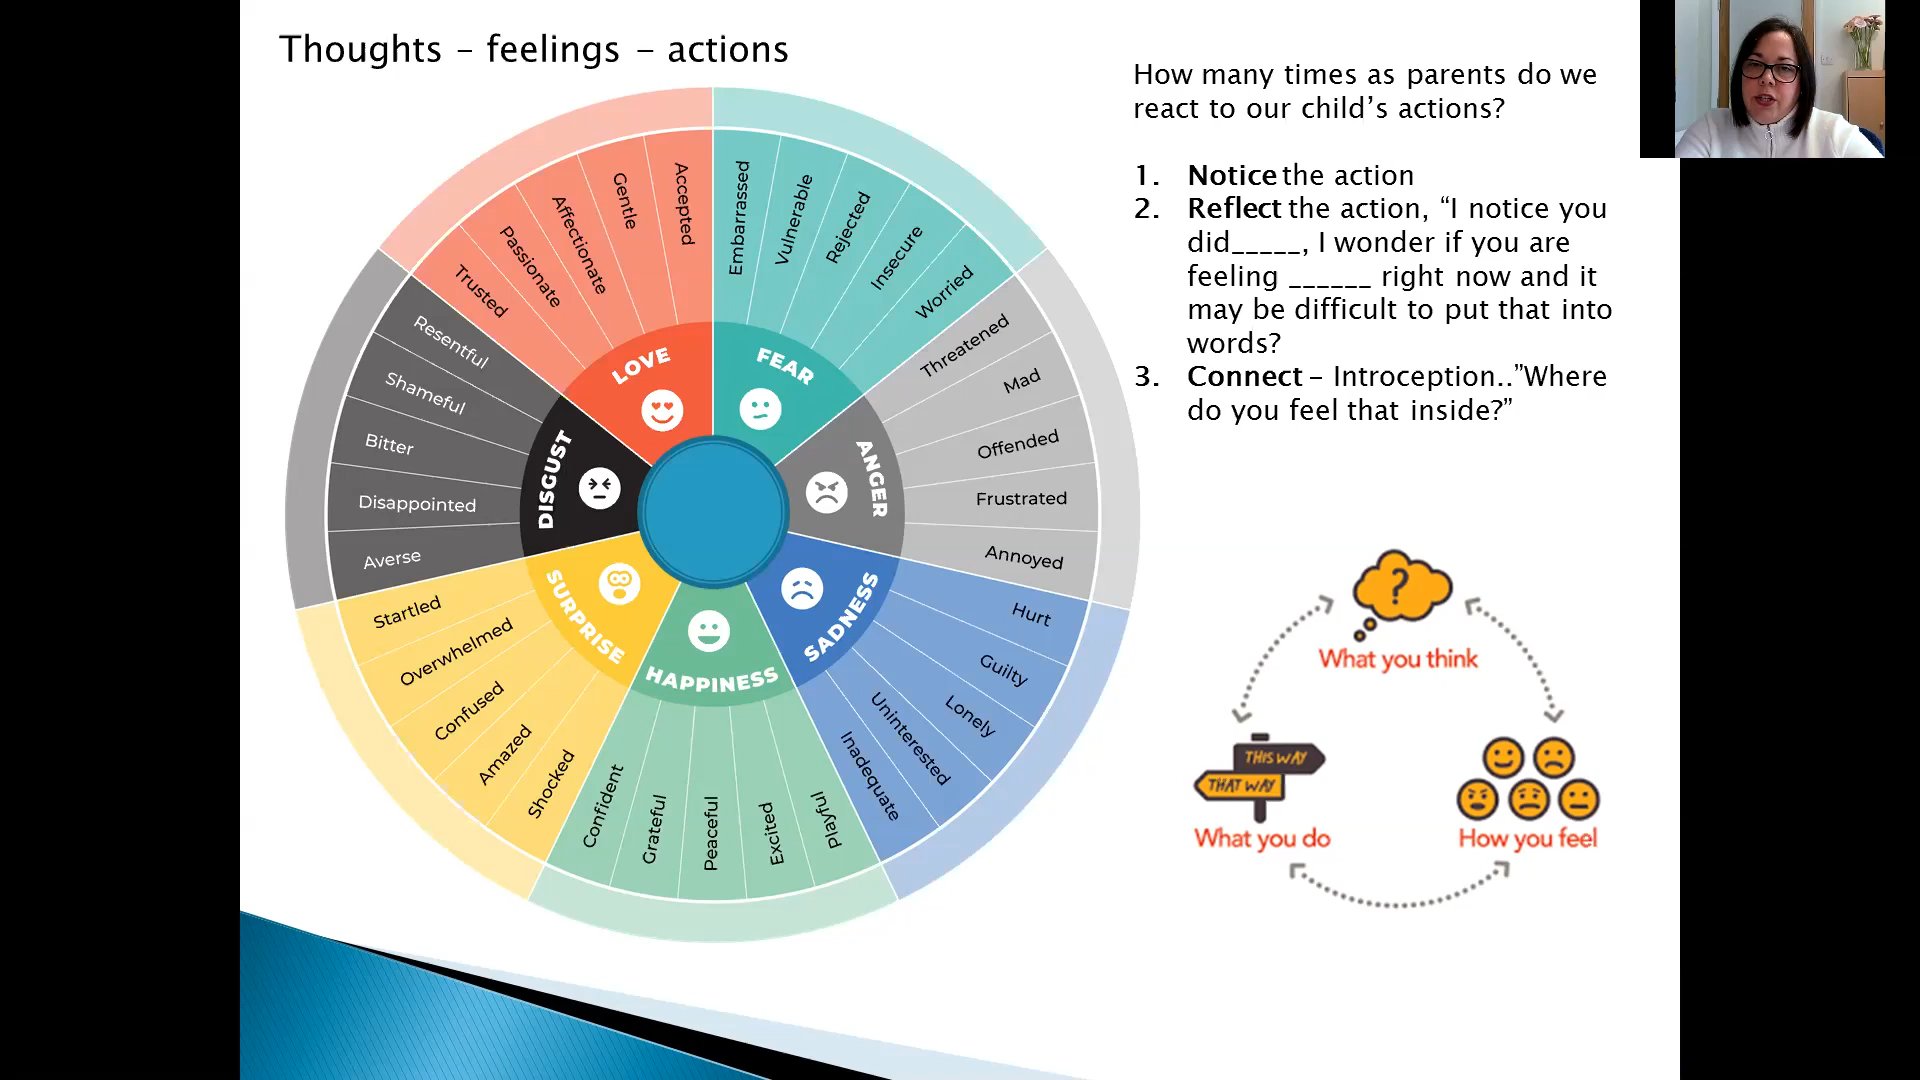 Thoughts – feelings – actions
How many times as parents do we
react to our child’s actions?
1. Notice the action
2. Reflect the action, “I notice you
did_____, I wonder if you are
feeling ______ right now and it
may be difficult to put that into
words?
3. Connect – Introception..”Where
do you feel that inside?”
LOVE
Trusted
Passionate
Affectionate
Gentle
Accepted
FEAR
Embarrassed
Vulnerable
Rejected
Insecure
Worried
ANGER
Threatened
Mad
Offended
Frustrated
Annoyed
SADNESS
Hurt
Guilty
Lonely
Uninterested
Inadequate
HAPPINESS
Playful
Excited
Peaceful
Grateful
Confident
SURPRISE
Shocked
Amazed
Confused
Overwhelmed
Startled
DISGUST
Averse
Disappointed
Bitter
Shameful
Resentful
?
What you think
THIS WAY
THAT WAY
What you do
How you feel